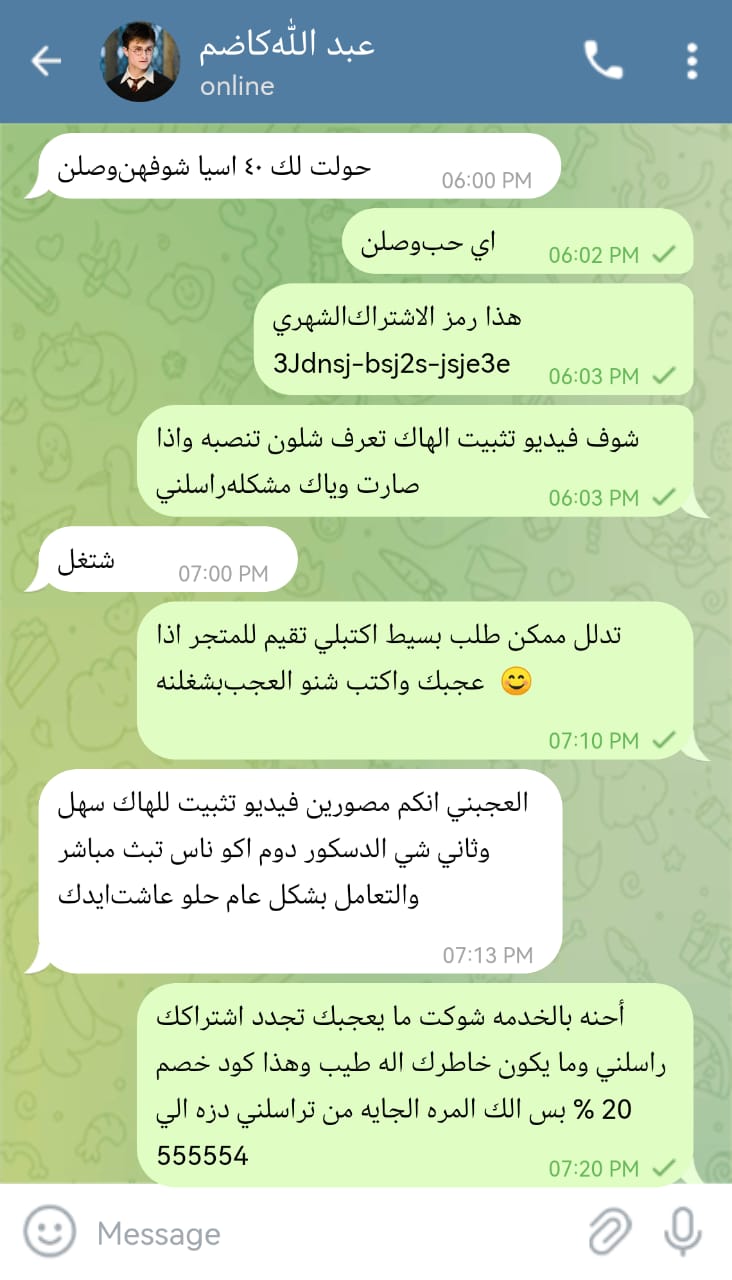 عبد الله‌كاضم
online
حولت لك ٤٠ اسيا شوفهن‌وصلن
06:00 PM
اي حب‌وصلن
06:02 PM
هذا رمز الاشتراك‌الشهري
3Jdnsj-bsj2s-jsje3e
06:03 PM
شوف فيديو تثبيت الهاك تعرف شلون تنصبه واذا
صارت وياك مشكله‌راسلني
06:03 PM
شتغل
07:00 PM
تدلل ممكن طلب بسيط اكتبلي تقيم للمتجر اذا
عجبك واكتب شنو العجب‌بشغلنه 😊
07:10 PM
العجبني انكم مصورين فيديو تثبيت للهاك سهل
وثاني شي الدسكور دوم اكو ناس تبث مباشر
والتعامل بشكل عام حلو عاشت‌ايدك
07:13 PM
أحنه بالخدمه شوكت ما يعجبك تجدد اشتراكك
راسلني وما يكون خاطرك اله طيب وهذا كود خصم
20 % بس الك المره الجايه من تراسلني دزه الي
555554
07:20 PM
Message